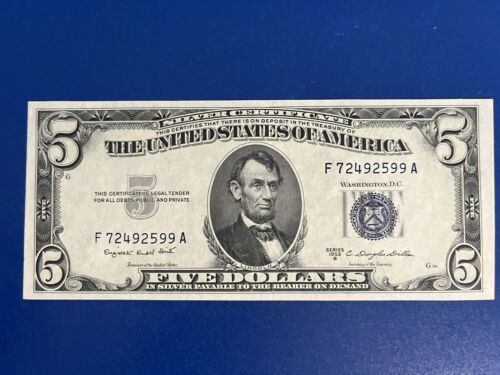 SILVER CERTIFICATE
THIS CERTIFIES THAT THERE IS ON DEPOSIT IN THE TREASURY OF
5 THE UNITED STATES OF AMERICA 5
F 72492599 A
G
WASHINGTON, D.C.
THIS CERTIFICATE IS LEGAL TENDER
FOR ALL DEBTS, PUBLIC AND PRIVATE
5
F 72492599 A
SERIES
1953
B
C. Douglas Dillon
Treasurer of the United States
Secretary of the Treasury
LINCOLN
G
5 FIVE DOLLARS 5
IN SILVER PAYABLE TO THE BEARER ON DEMAND